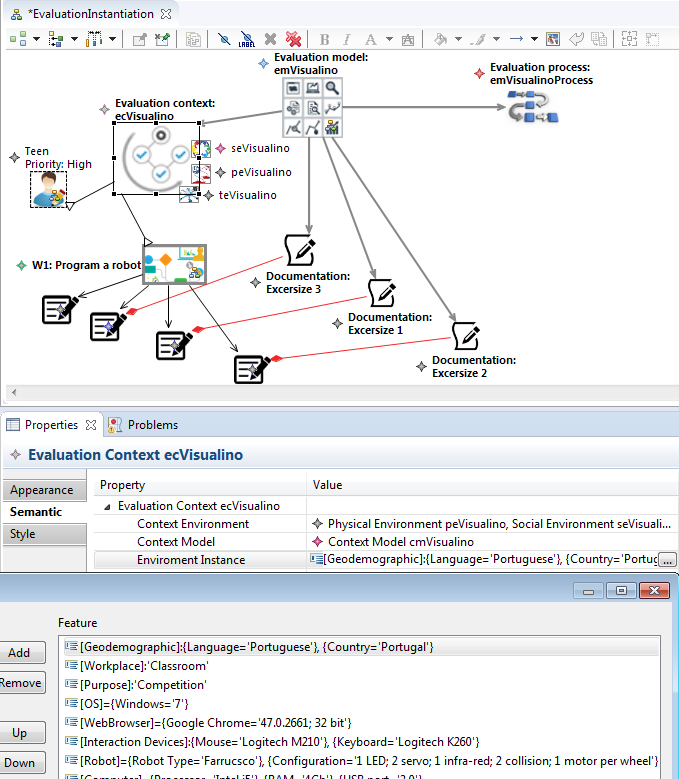 *EvaluationInstantiation
LABEL
B I A A
Evaluation model:
emVisualino
Evaluation process:
emVisualinoProcess
Evaluation context:
ecVisualino
seVisualino
peVisualino
teVisualino
Teen
Priority: High
W1: Program a robot
Documentation:
Excersize 3
Documentation:
Excersize 1
Documentation:
Excersize 2
Properties
Problems
Evaluation Context ecVisualino
Appearance
Semantic
Style
Property Value
Evaluation Context ecVisualino
Context Environment Physical Environment peVisualino, Social Environment seVisuali...
Context Model Context Model cmVisualino
Enviroment Instance [Geodemographic]:{Language='Portuguese'}, {Country='Portug ...
Feature
Add
Remove
Up
Down
[Geodemographic]:{Language='Portuguese'}, {Country='Portugal'}
[Workplace]:'Classroom'
[Purpose]:'Competition'
[OS]={Windows='7'}
[WebBrowser]={Google Chrome='47.0.2661; 32 bit'}
[Interaction Devices]:{Mouse='Logitech M210'}, {Keyboard='Logitech K260'}
[Robot]={Robot Type='Farrucsco'}, {Configuration='1 LED; 2 servo; 1 infra-red; 2 collision; 1 motor per wheel'}